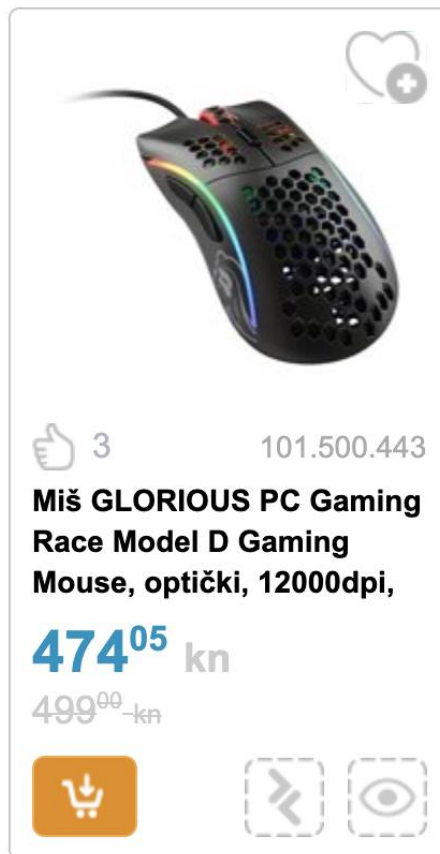 3
101.500.443
Miš GLORIOUS PC Gaming
Race Model D Gaming
Mouse, optički, 12000dpi,
474⁰⁵ kn
499⁰⁰ kn